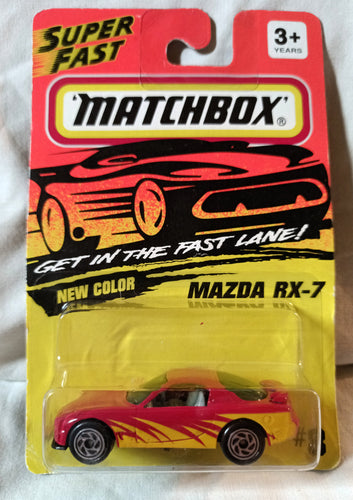 SUPER FAST
3+
YEARS
'MATCHBOX'®
GET IN THE FAST LANE!
NEW COLOR
MAZDA RX-7